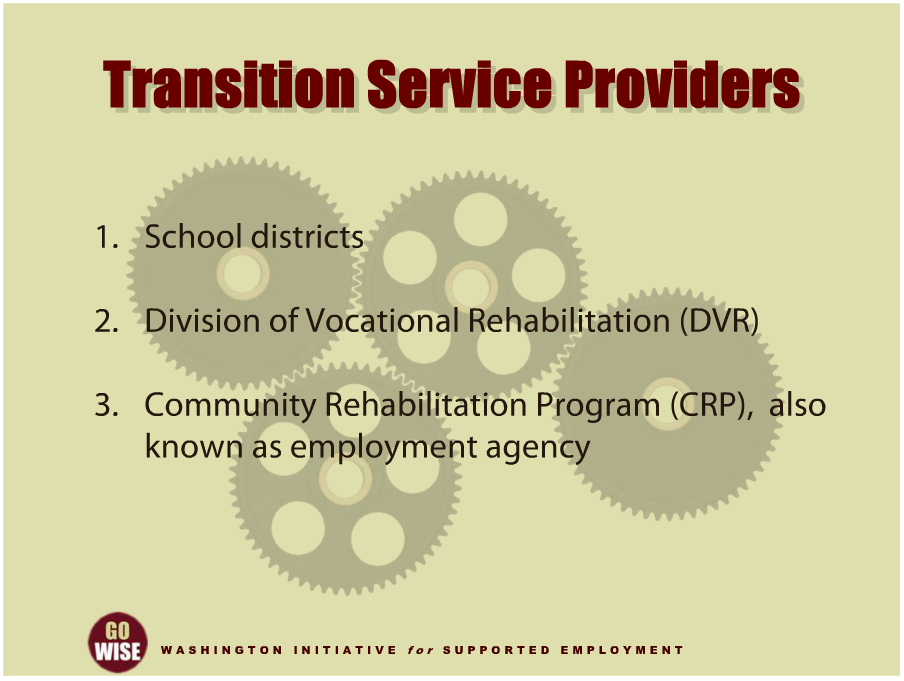 Transition Service Providers
1. School districts
2. Division of Vocational Rehabilitation (DVR)
3. Community Rehabilitation Program (CRP), also
known as employment agency
GO
WISE
WASHINGTON INITIATIVE for SUPPORTED EMPLOYMENT